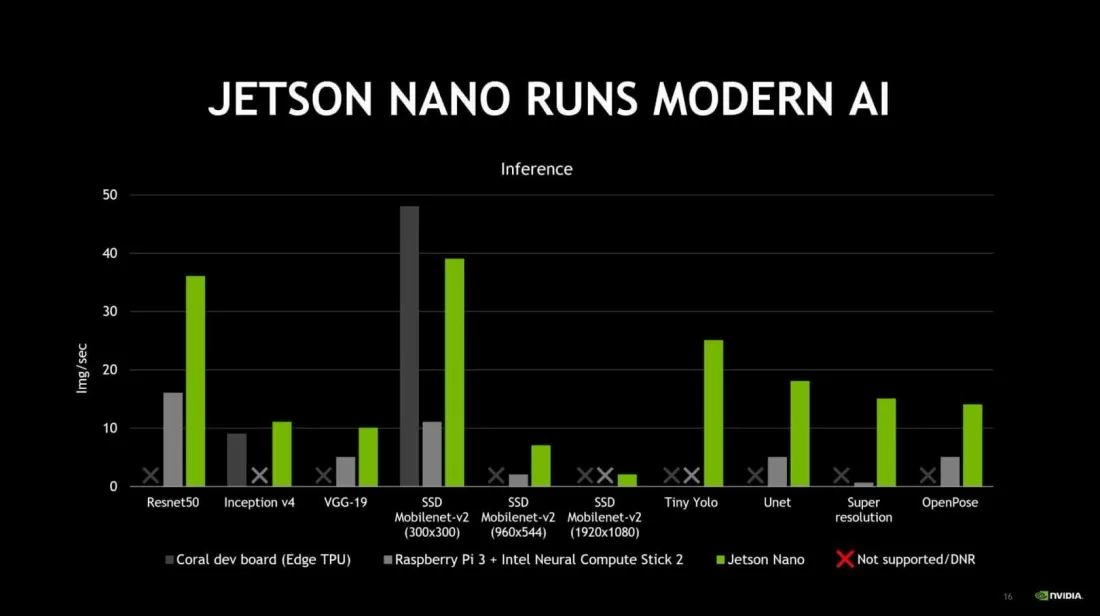 JETSON NANO RUNS MODERN AI
Inference
50
40
30
20
10
0
Img/sec
Resnet50
Inception v4
VGG-19
SSD
Mobilenet-v2
(300x300)
SSD
Mobilenet-v2
(960x544)
SSD
Mobilenet-v2
(1920x1080)
Tiny Yolo
Unet
Super
resolution
OpenPose
Coral dev board (Edge TPU)
Raspberry Pi 3 + Intel Neural Compute Stick 2
Jetson Nano
Not supported/DNR
16
NVIDIA.